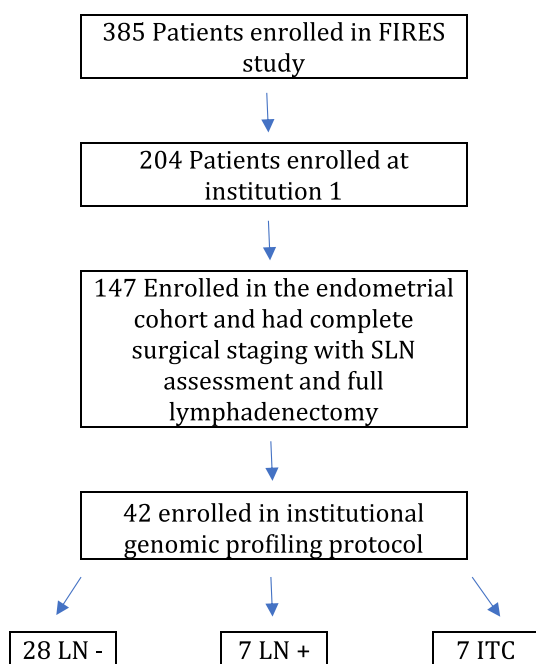 385 Patients enrolled in FIRES
study
204 Patients enrolled at
institution 1
147 Enrolled in the endometrial
cohort and had complete
surgical staging with SLN
assessment and full
lymphadenectomy
42 enrolled in institutional
genomic profiling protocol
28 LN -
7 LN +
7 ITC